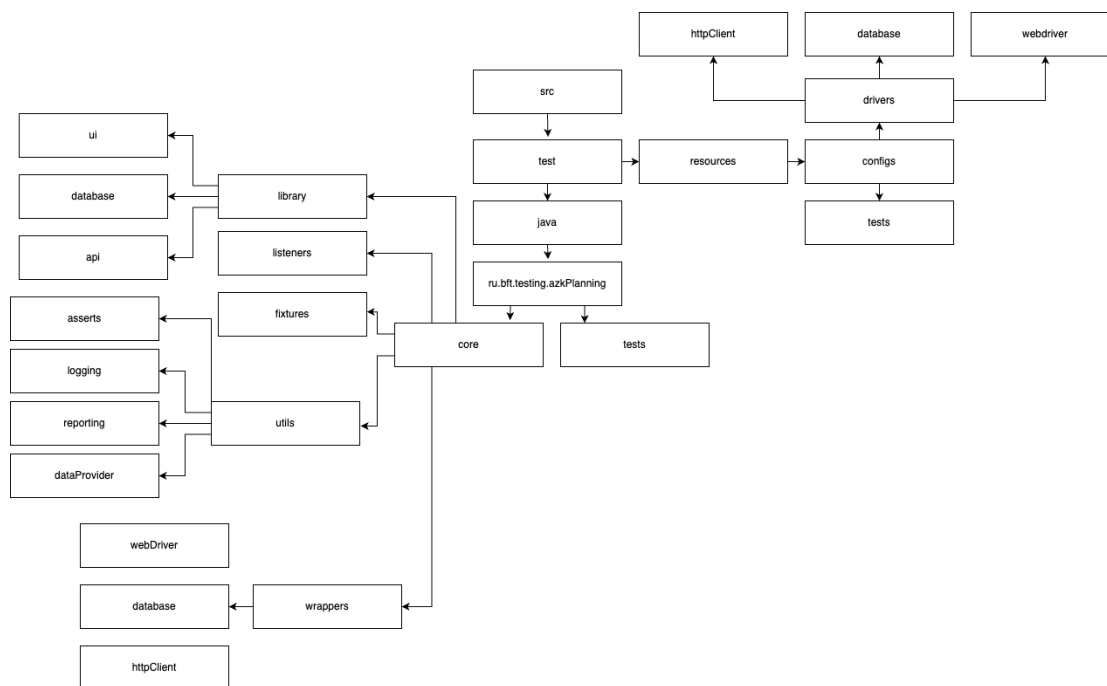 httpClient
database
webdriver
src
drivers
ui
test
resources
configs
database
library
java
tests
api
listeners
ru.bft.testing.azkPlanning
asserts
fixtures
core
tests
logging
reporting
utils
dataProvider
webDriver
database
wrappers
httpClient